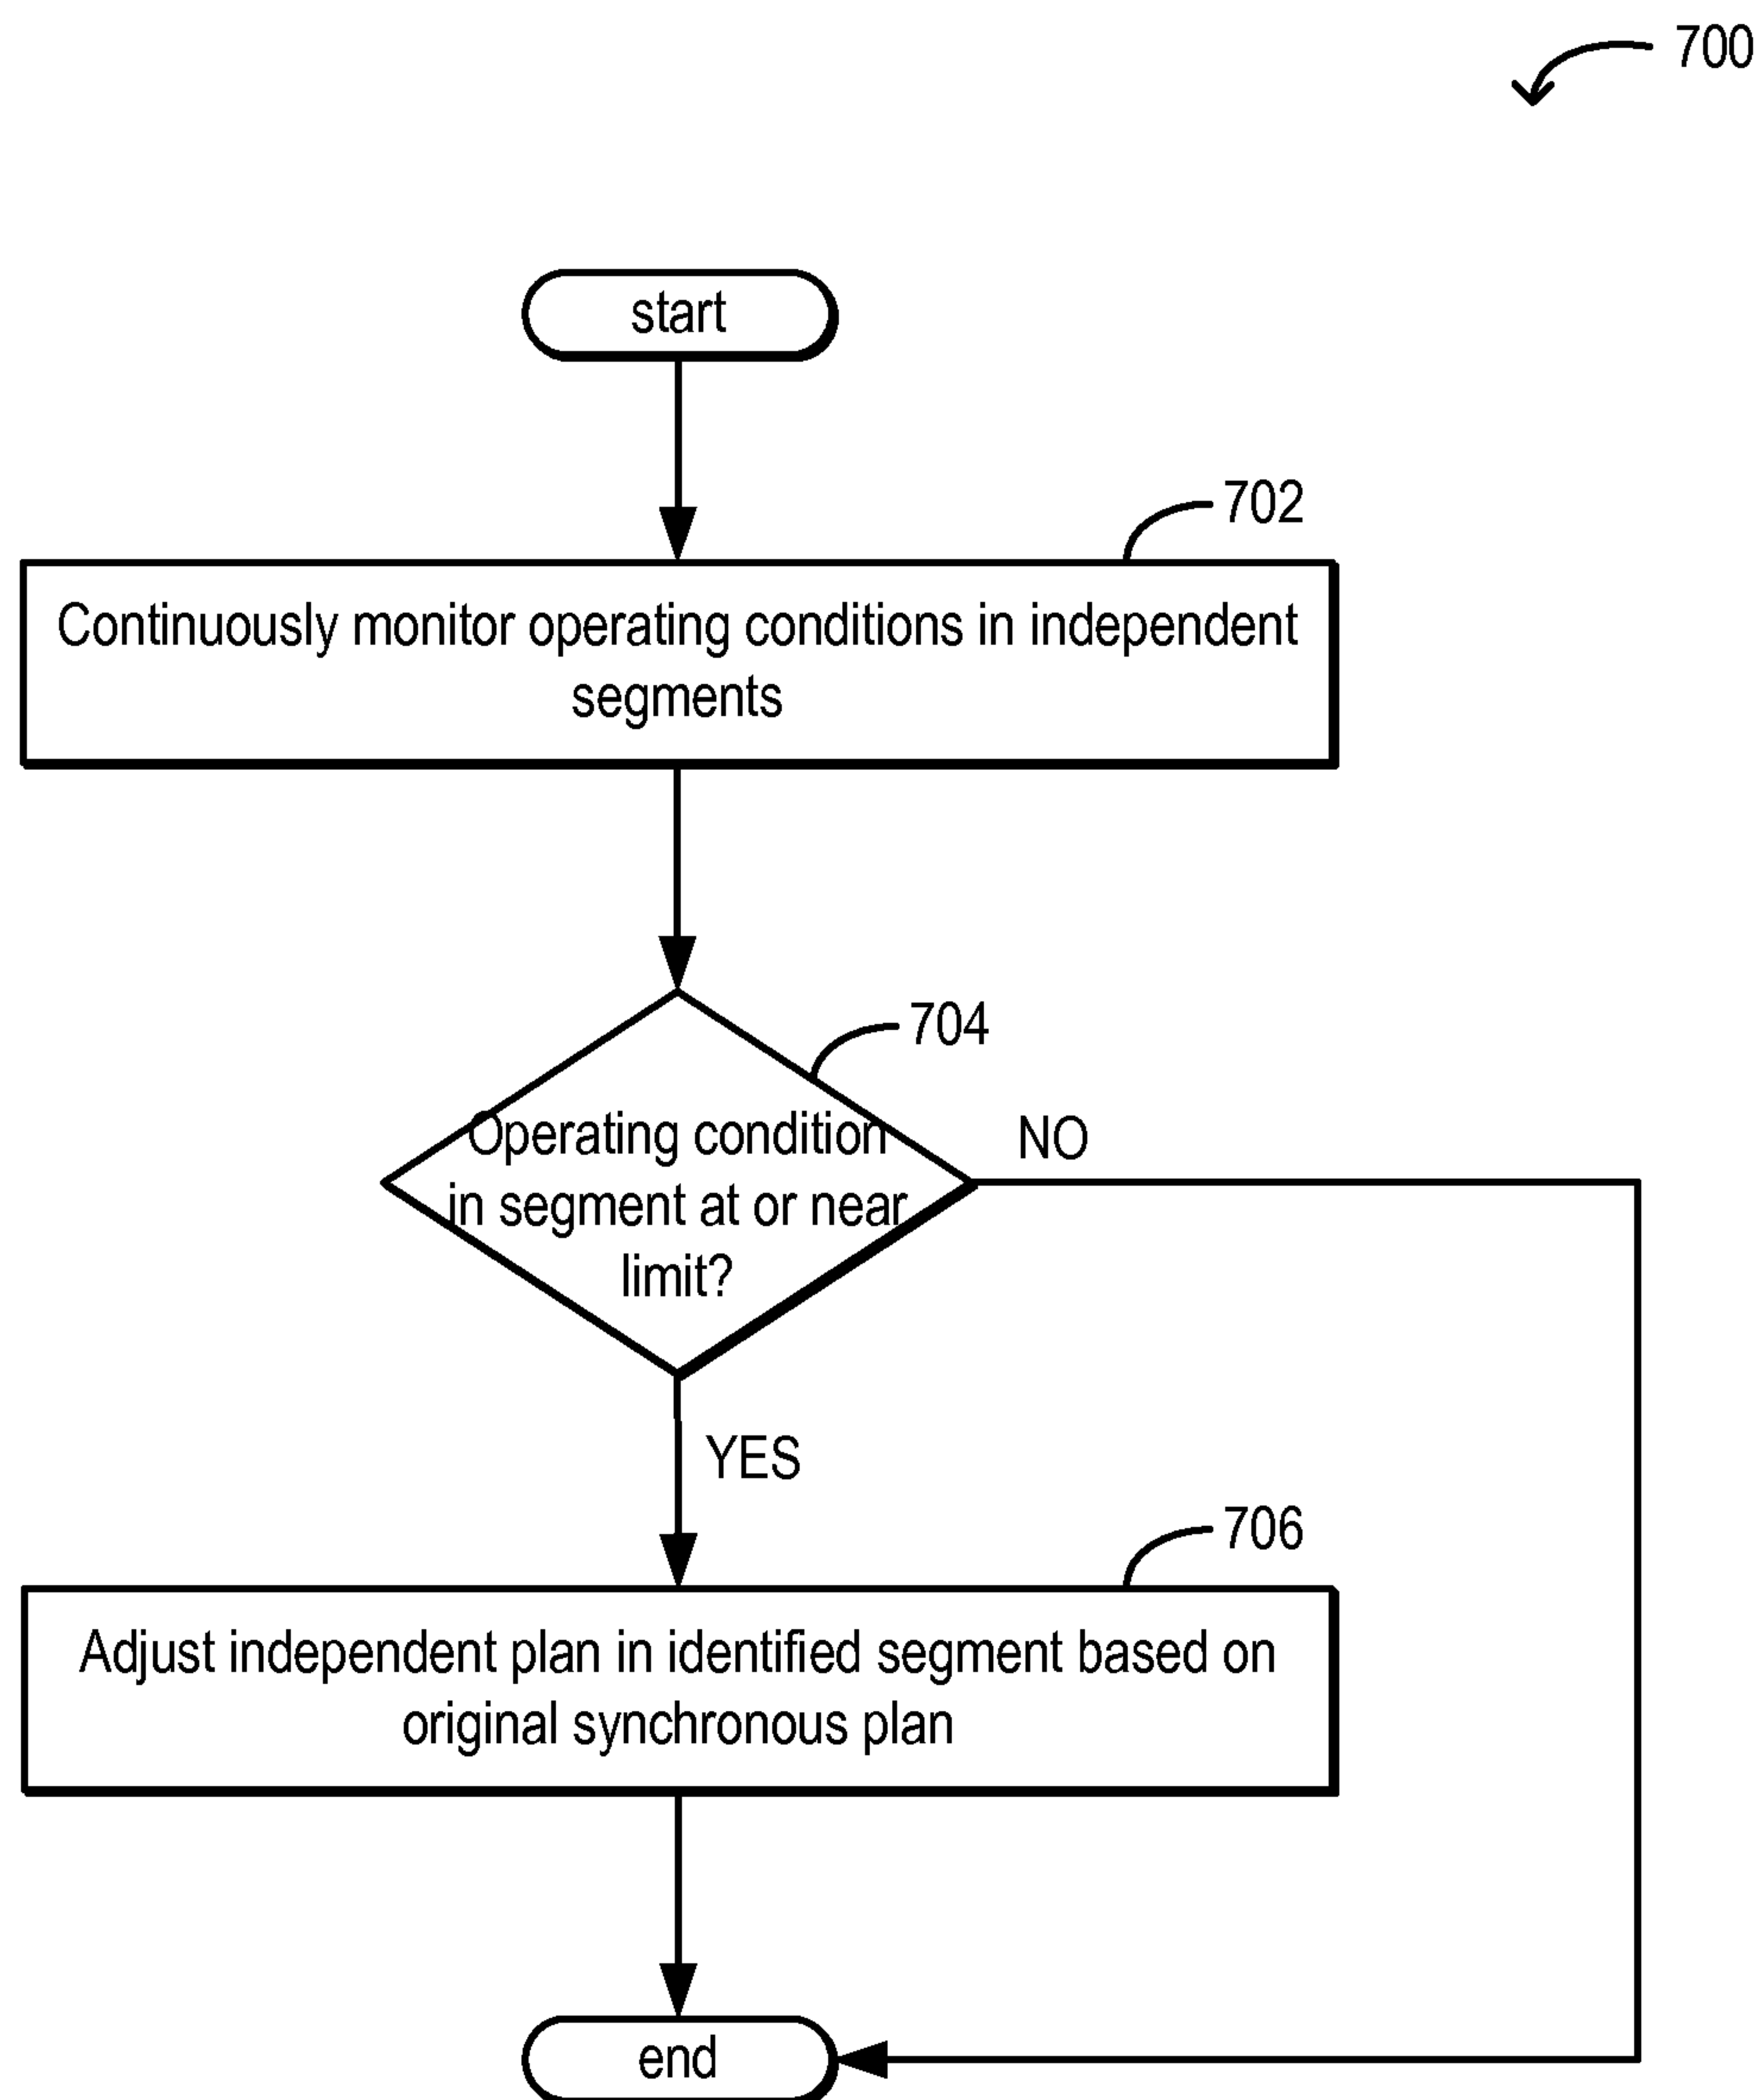 700
start
702
Continuously monitor operating conditions in independent
segments
704
Operating condition
in segment at or near
limit?
NO
YES
706
Adjust independent plan in identified segment based on
original synchronous plan
end